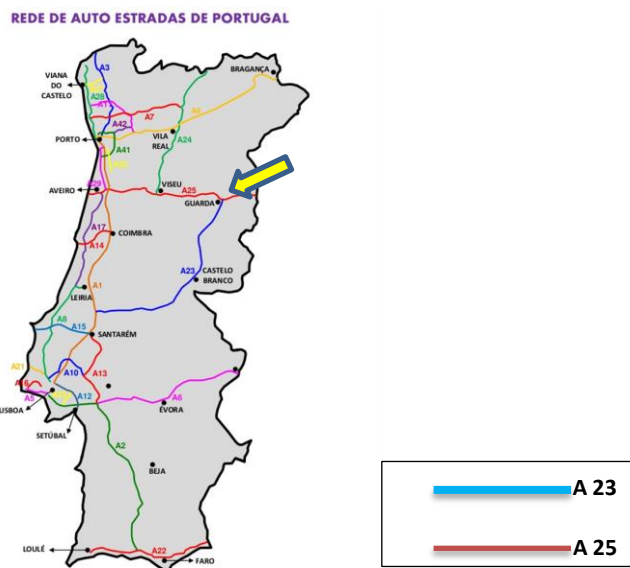 REDE DE AUTO ESTRADAS DE PORTUGAL
BRAGANÇA
A3
VIANA
DO
CASTELO
A28
A11
A7
A4
A42
PORTO
VILA
REAL
A24
A41
VISEU
A29
A25
AVEIRO
GUARDA
A17
COIMBRA
A14
A23
CASTELO
BRANCO
A1
LEIRIA
A8
A15
SANTARÉM
A21
A10
A13
A16
A5
A12
A6
LISBOA
ÉVORA
SETÚBAL
A2
BEJA
A 23
LOULÉ
A22
FARO
A 25